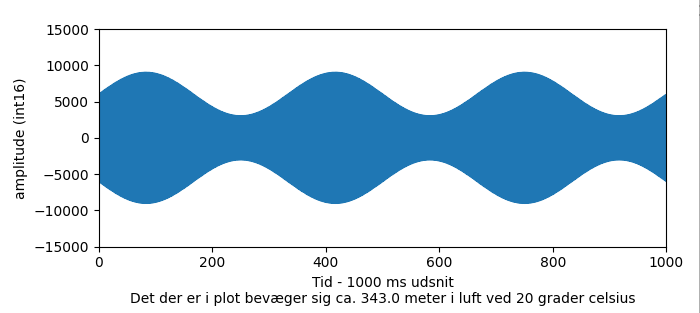 15000
10000
5000
0
−5000
−10000
−15000
amplitude (int16)
0 200 400 600 800 1000
Tid - 1000 ms udsnit
Det der er i plot bevæger sig ca. 343.0 meter i luft ved 20 grader celsius